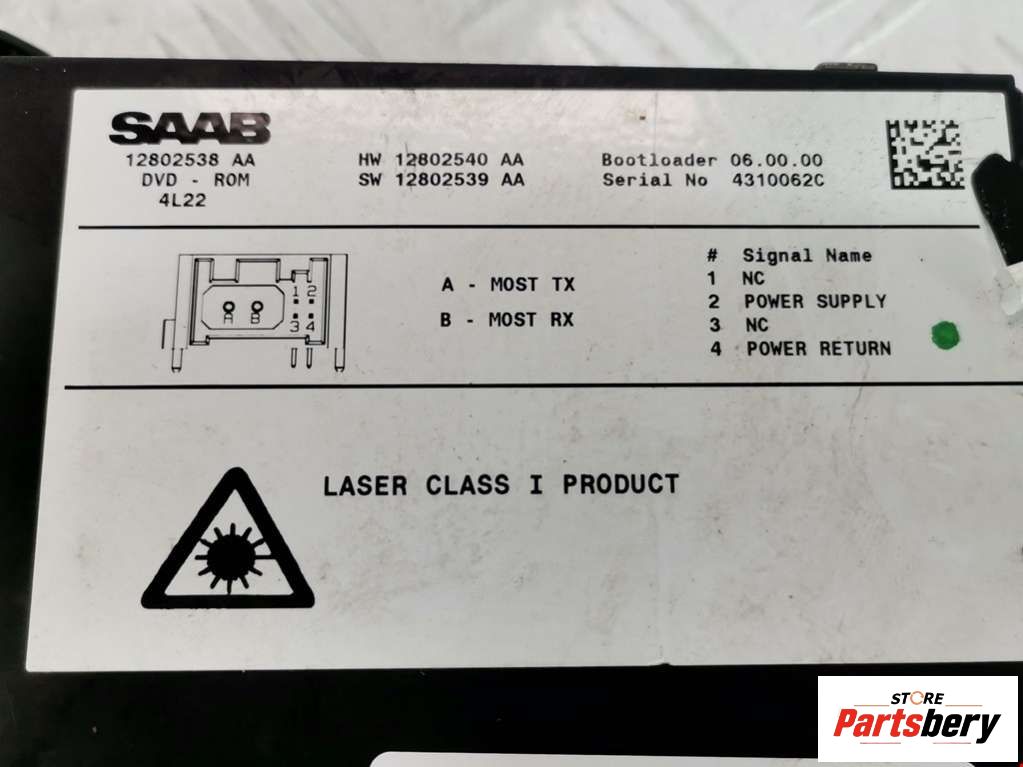 SAAB
12802538 AA HW 12802540 AA Bootloader 06.00.00
DVD - ROM SW 12802539 AA Serial No 4310062C
4L22
# Signal Name
1 2 A - MOST TX 1 NC
2 POWER SUPPLY
A B 3 4 B - MOST RX 3 NC
4 POWER RETURN
LASER CLASS I PRODUCT
STORE
Partsbery